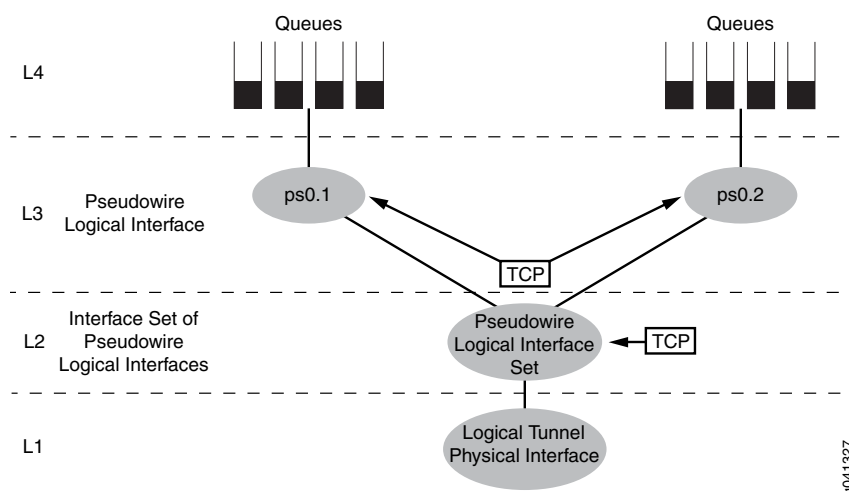 Queues
Queues
L4
L3
Pseudowire
Logical Interface
ps0.1
ps0.2
TCP
L2
Interface Set of
Pseudowire
Logical Interfaces
Pseudowire
Logical Interface
Set
TCP
L1
Logical Tunnel
Physical Interface
g041327